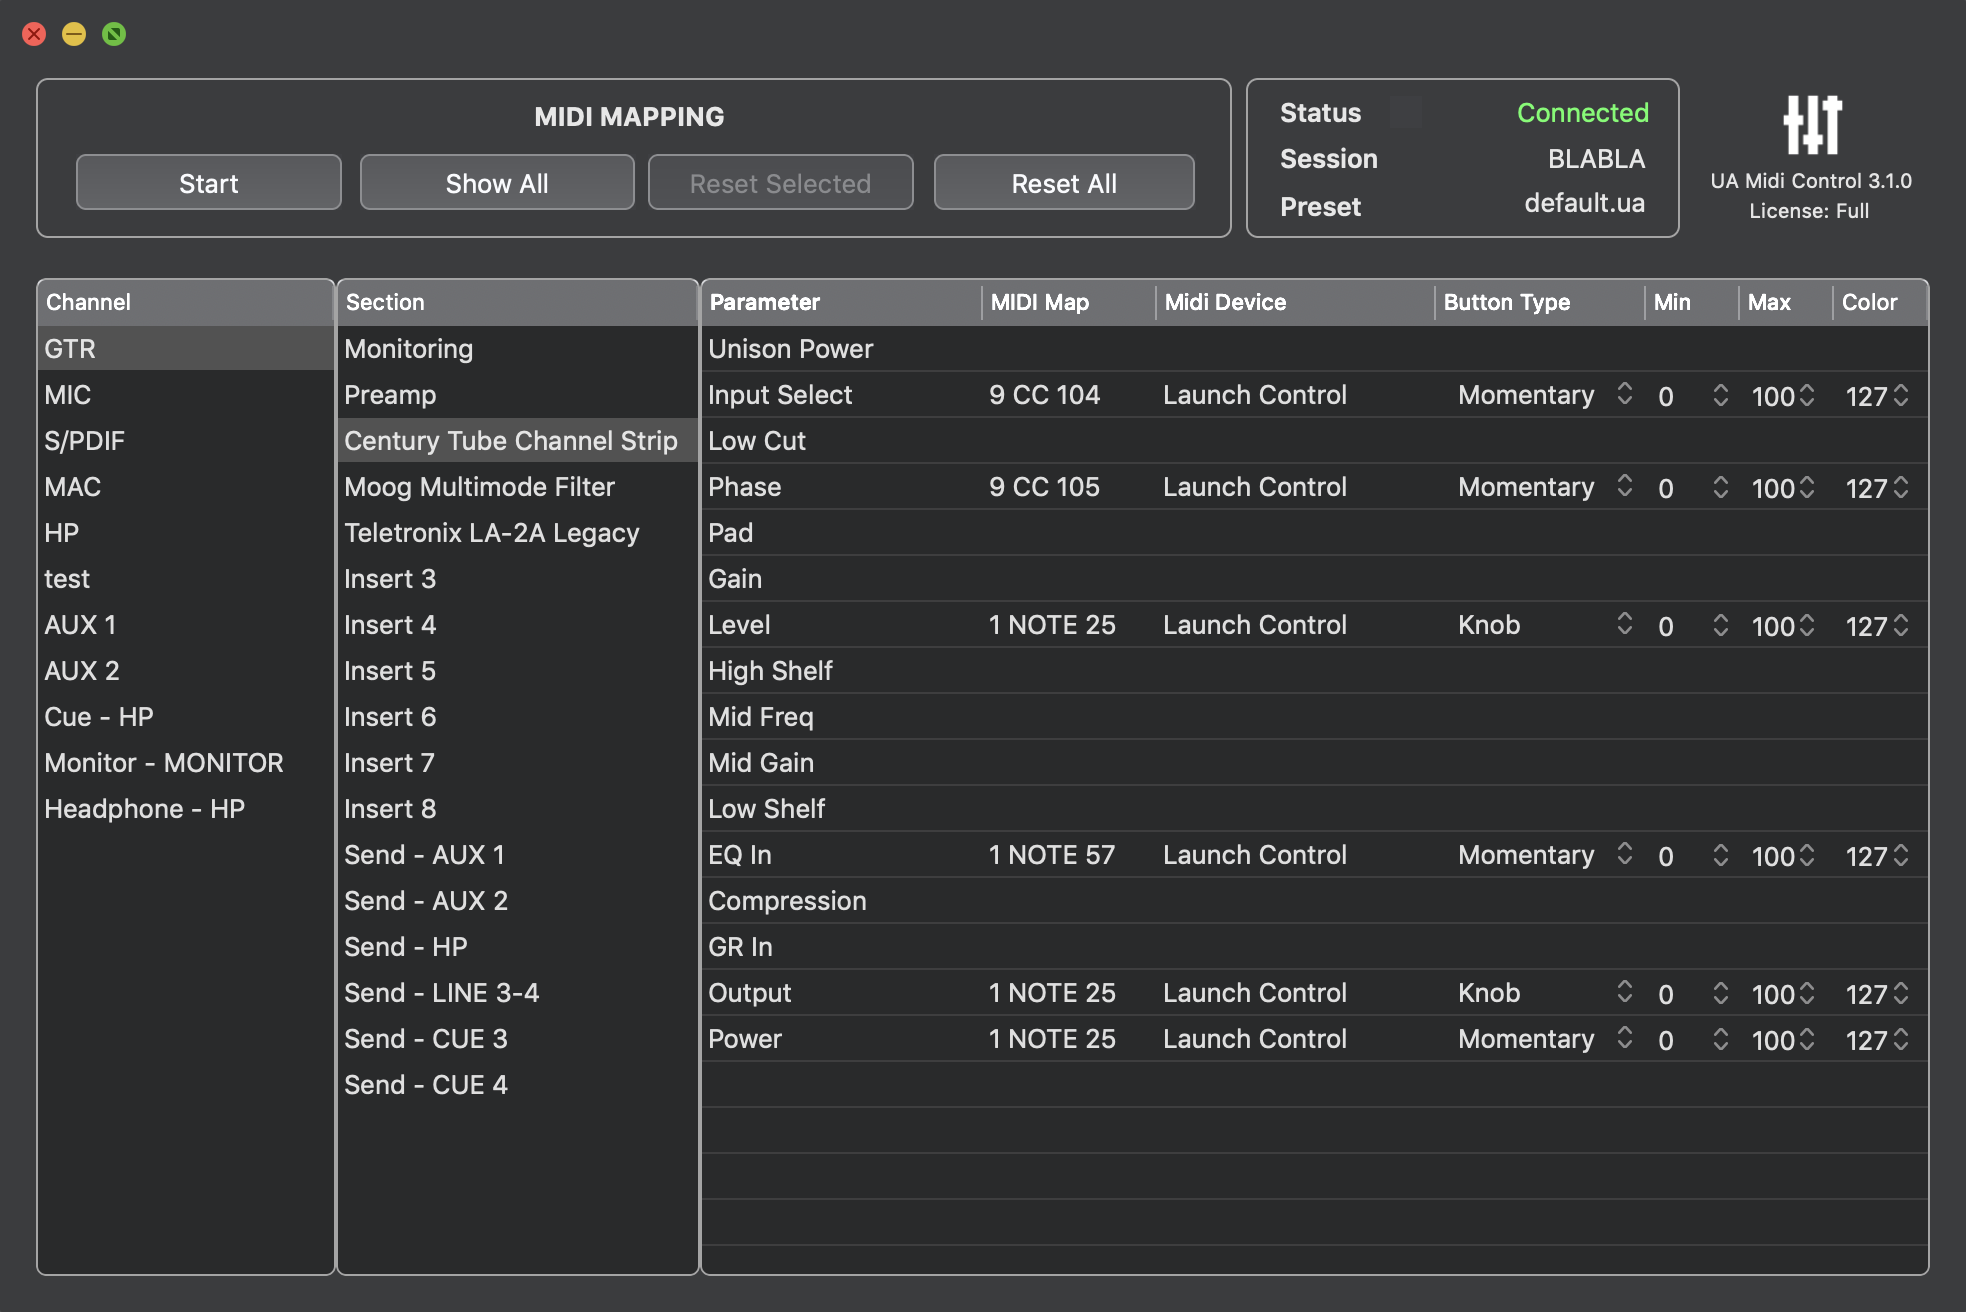 MIDI MAPPING
Start Show All Reset Selected Reset All
Status Connected
Session BLABLA
Preset default.ua
UA Midi Control 3.1.0
License: Full
Channel
GTR
MIC
S/PDIF
MAC
HP
test
AUX 1
AUX 2
Cue - HP
Monitor - MONITOR
Headphone - HP
Section
Monitoring
Preamp
Century Tube Channel Strip
Moog Multimode Filter
Teletronix LA-2A Legacy
Insert 3
Insert 4
Insert 5
Insert 6
Insert 7
Insert 8
Send - AUX 1
Send - AUX 2
Send - HP
Send - LINE 3-4
Send - CUE 3
Send - CUE 4
Parameter MIDI Map Midi Device Button Type Min Max Color
Unison Power
Input Select 9 CC 104 Launch Control Momentary 0 100 127
Low Cut
Phase 9 CC 105 Launch Control Momentary 0 100 127
Pad
Gain
Level 1 NOTE 25 Launch Control Knob 0 100 127
High Shelf
Mid Freq
Mid Gain
Low Shelf
EQ In 1 NOTE 57 Launch Control Momentary 0 100 127
Compression
GR In
Output 1 NOTE 25 Launch Control Knob 0 100 127
Power 1 NOTE 25 Launch Control Momentary 0 100 127